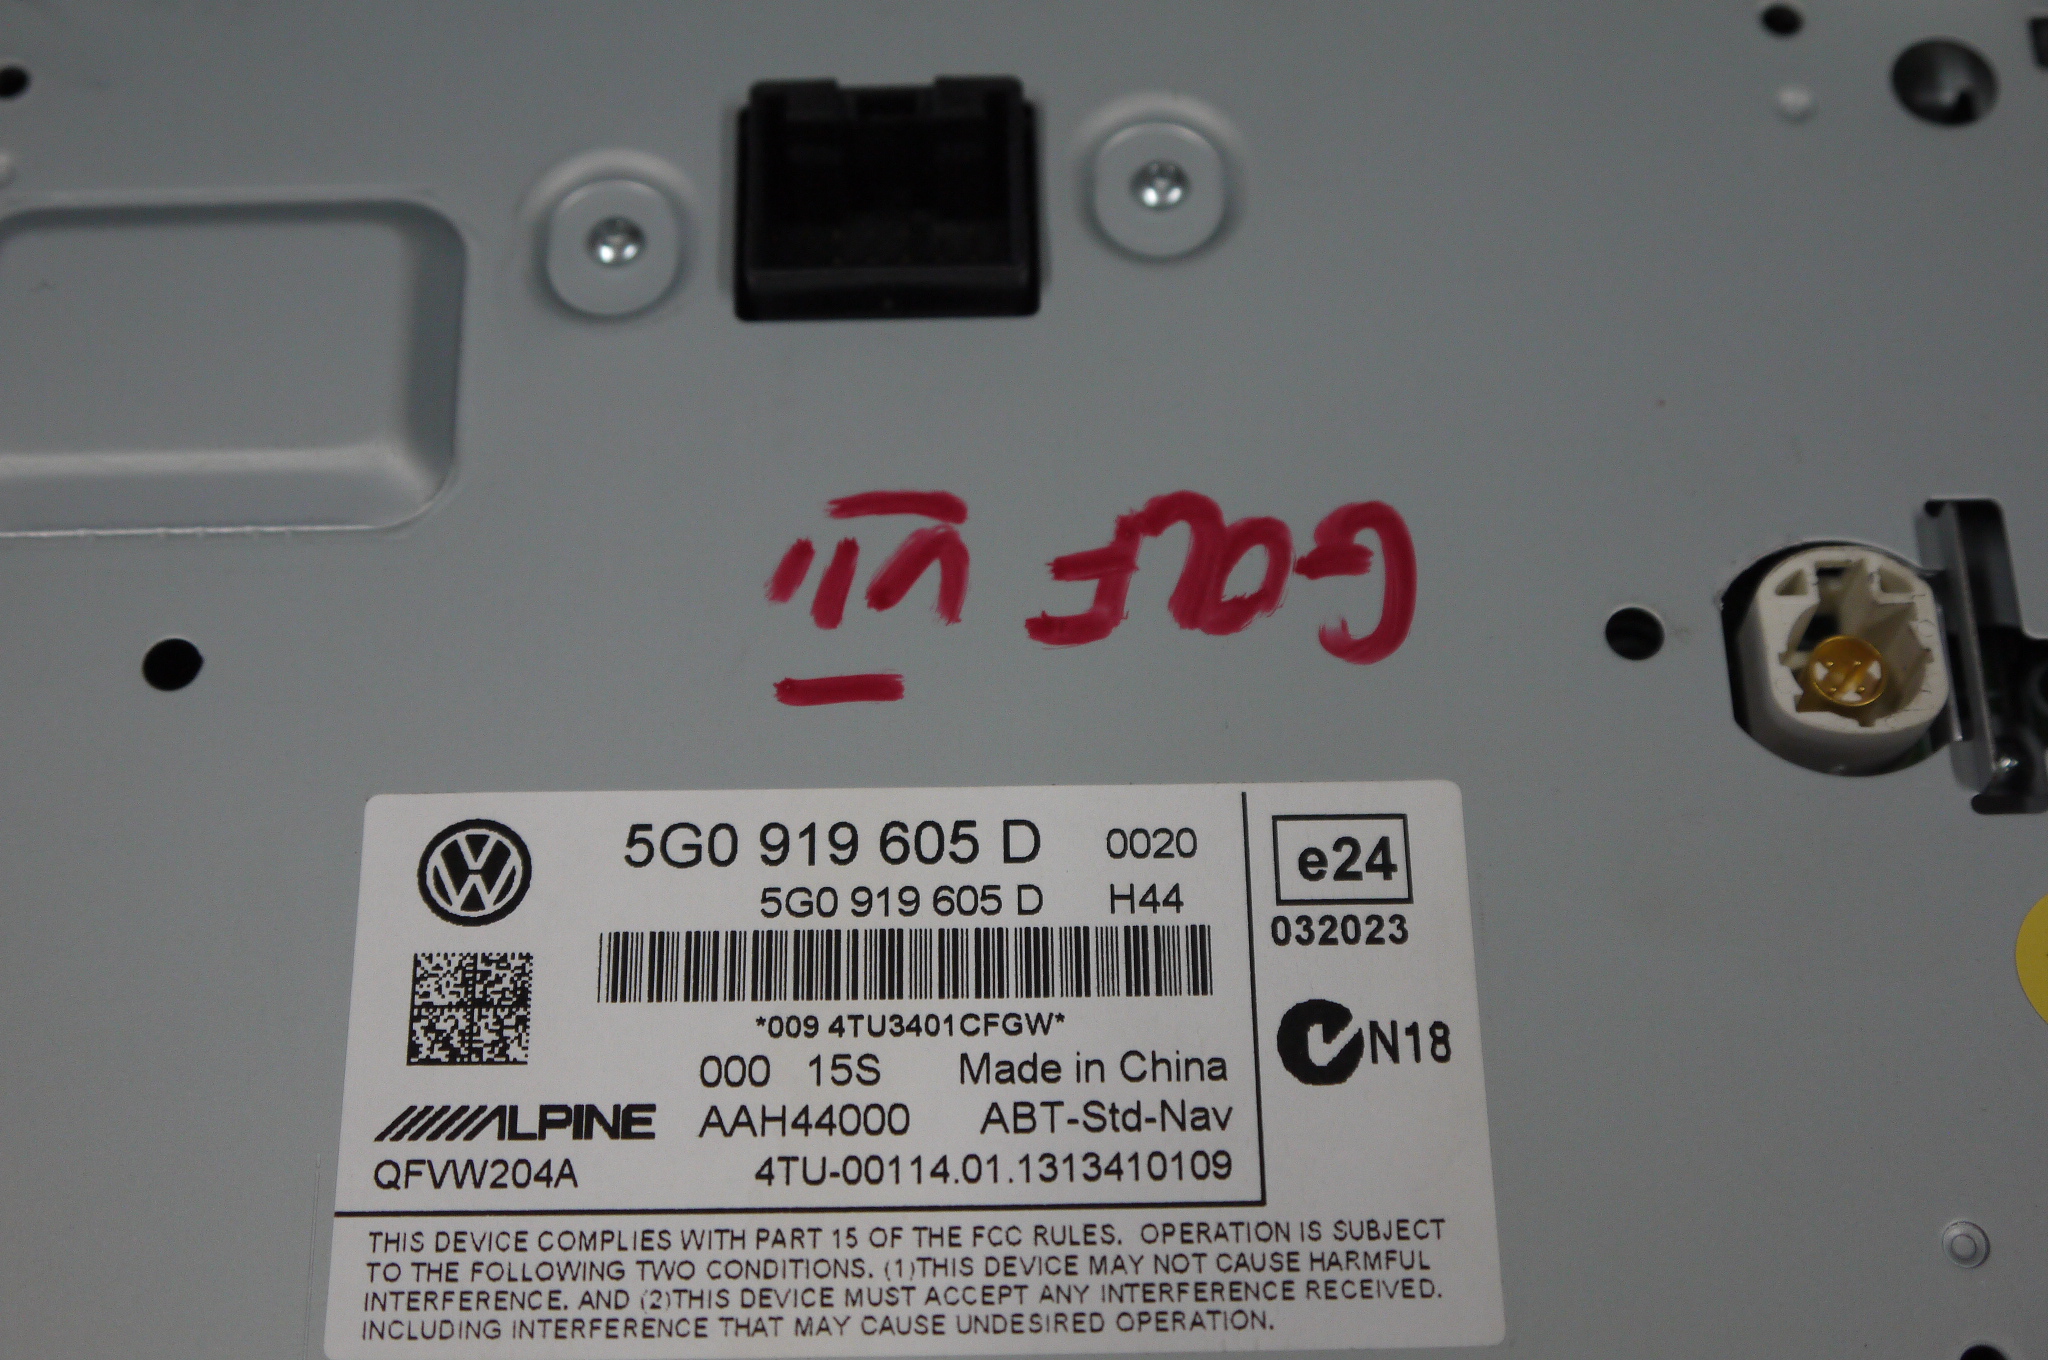 GOLF VII
5G0 919 605 D 0020
5G0 919 605 D H44
*009 4TU3401CFGW*
000 15S Made in China
ALPINE AAH44000 ABT-Std-Nav
QFVW204A 4TU-00114.01.1313410109
e24
032023
N18
THIS DEVICE COMPLIES WITH PART 15 OF THE FCC RULES. OPERATION IS SUBJECT
TO THE FOLLOWING TWO CONDITIONS. (1)THIS DEVICE MAY NOT CAUSE HARMFUL
INTERFERENCE. AND (2)THIS DEVICE MUST ACCEPT ANY INTERFERENCE RECEIVED.
INCLUDING INTERFERENCE THAT MAY CAUSE UNDESIRED OPERATION.